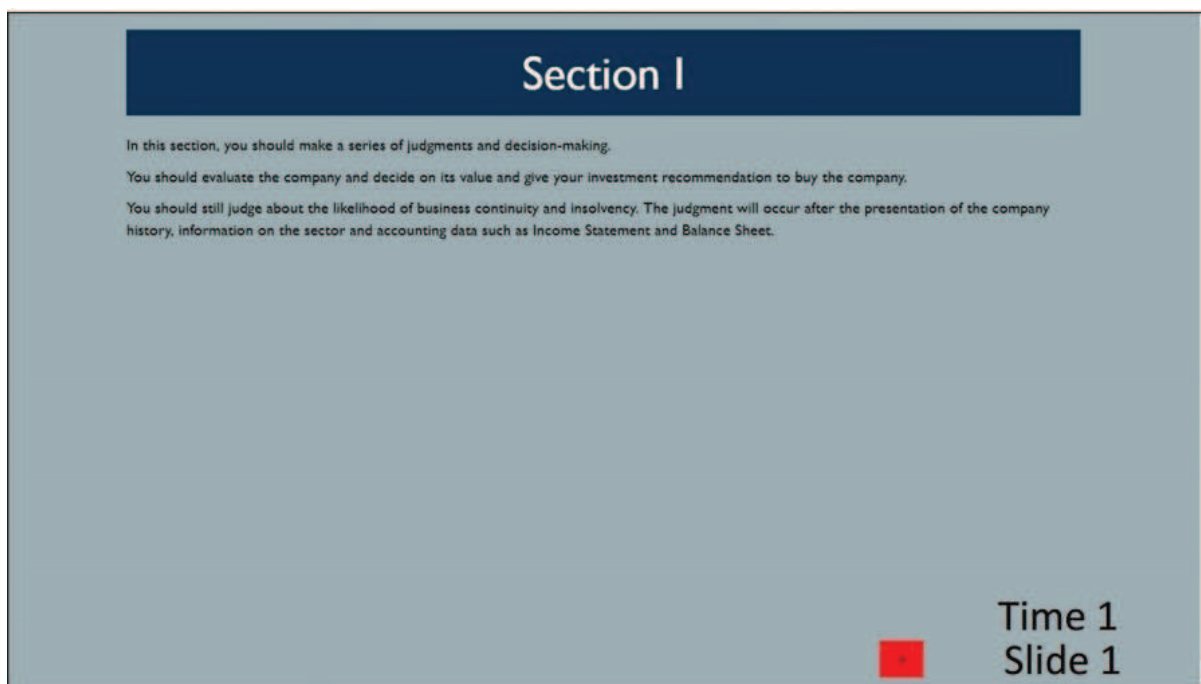 Section I
In this section, you should make a series of judgments and decision-making.
You should evaluate the company and decide on its value and give your investment recommendation to buy the company.
You should still judge about the likelihood of business continuity and insolvency. The judgment will occur after the presentation of the company
history, information on the sector and accounting data such as Income Statement and Balance Sheet.
Time 1
Slide 1